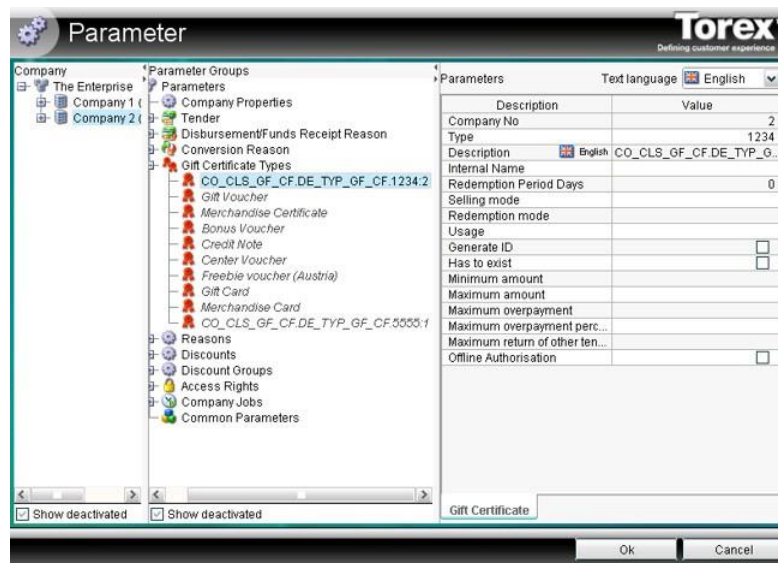 Parameter
Torex
Defining customer experience
Company
The Enterprise
Company 1 (
Company 2 (
Parameter Groups
Parameters
Company Properties
Tender
Disbursement/Funds Receipt Reason
Conversion Reason
Gift Certificate Types
CO_CLS_GF_CF.DE_TYP_GF_CF.1234:2
Gift Voucher
Merchandise Certificate
Bonus Voucher
Credit Note
Center Voucher
Freebie voucher (Austria)
Gift Card
Merchandise Card
CO_CLS_GF_CF.DE_TYP_GF_CF.5555:1
Reasons
Discounts
Discount Groups
Access Rights
Company Jobs
Common Parameters
Show deactivated
Show deactivated
Parameters Text language English
Description Value
Company No 2
Type 1234
Description English CO_CLS_GF_CF.DE_TYP_G...
Internal Name
Redemption Period Days 0
Selling mode
Redemption mode
Usage
Generate ID
Has to exist
Minimum amount
Maximum amount
Maximum overpayment
Maximum overpayment perc...
Maximum return of other ten...
Offline Authorisation
Gift Certificate
Ok Cancel